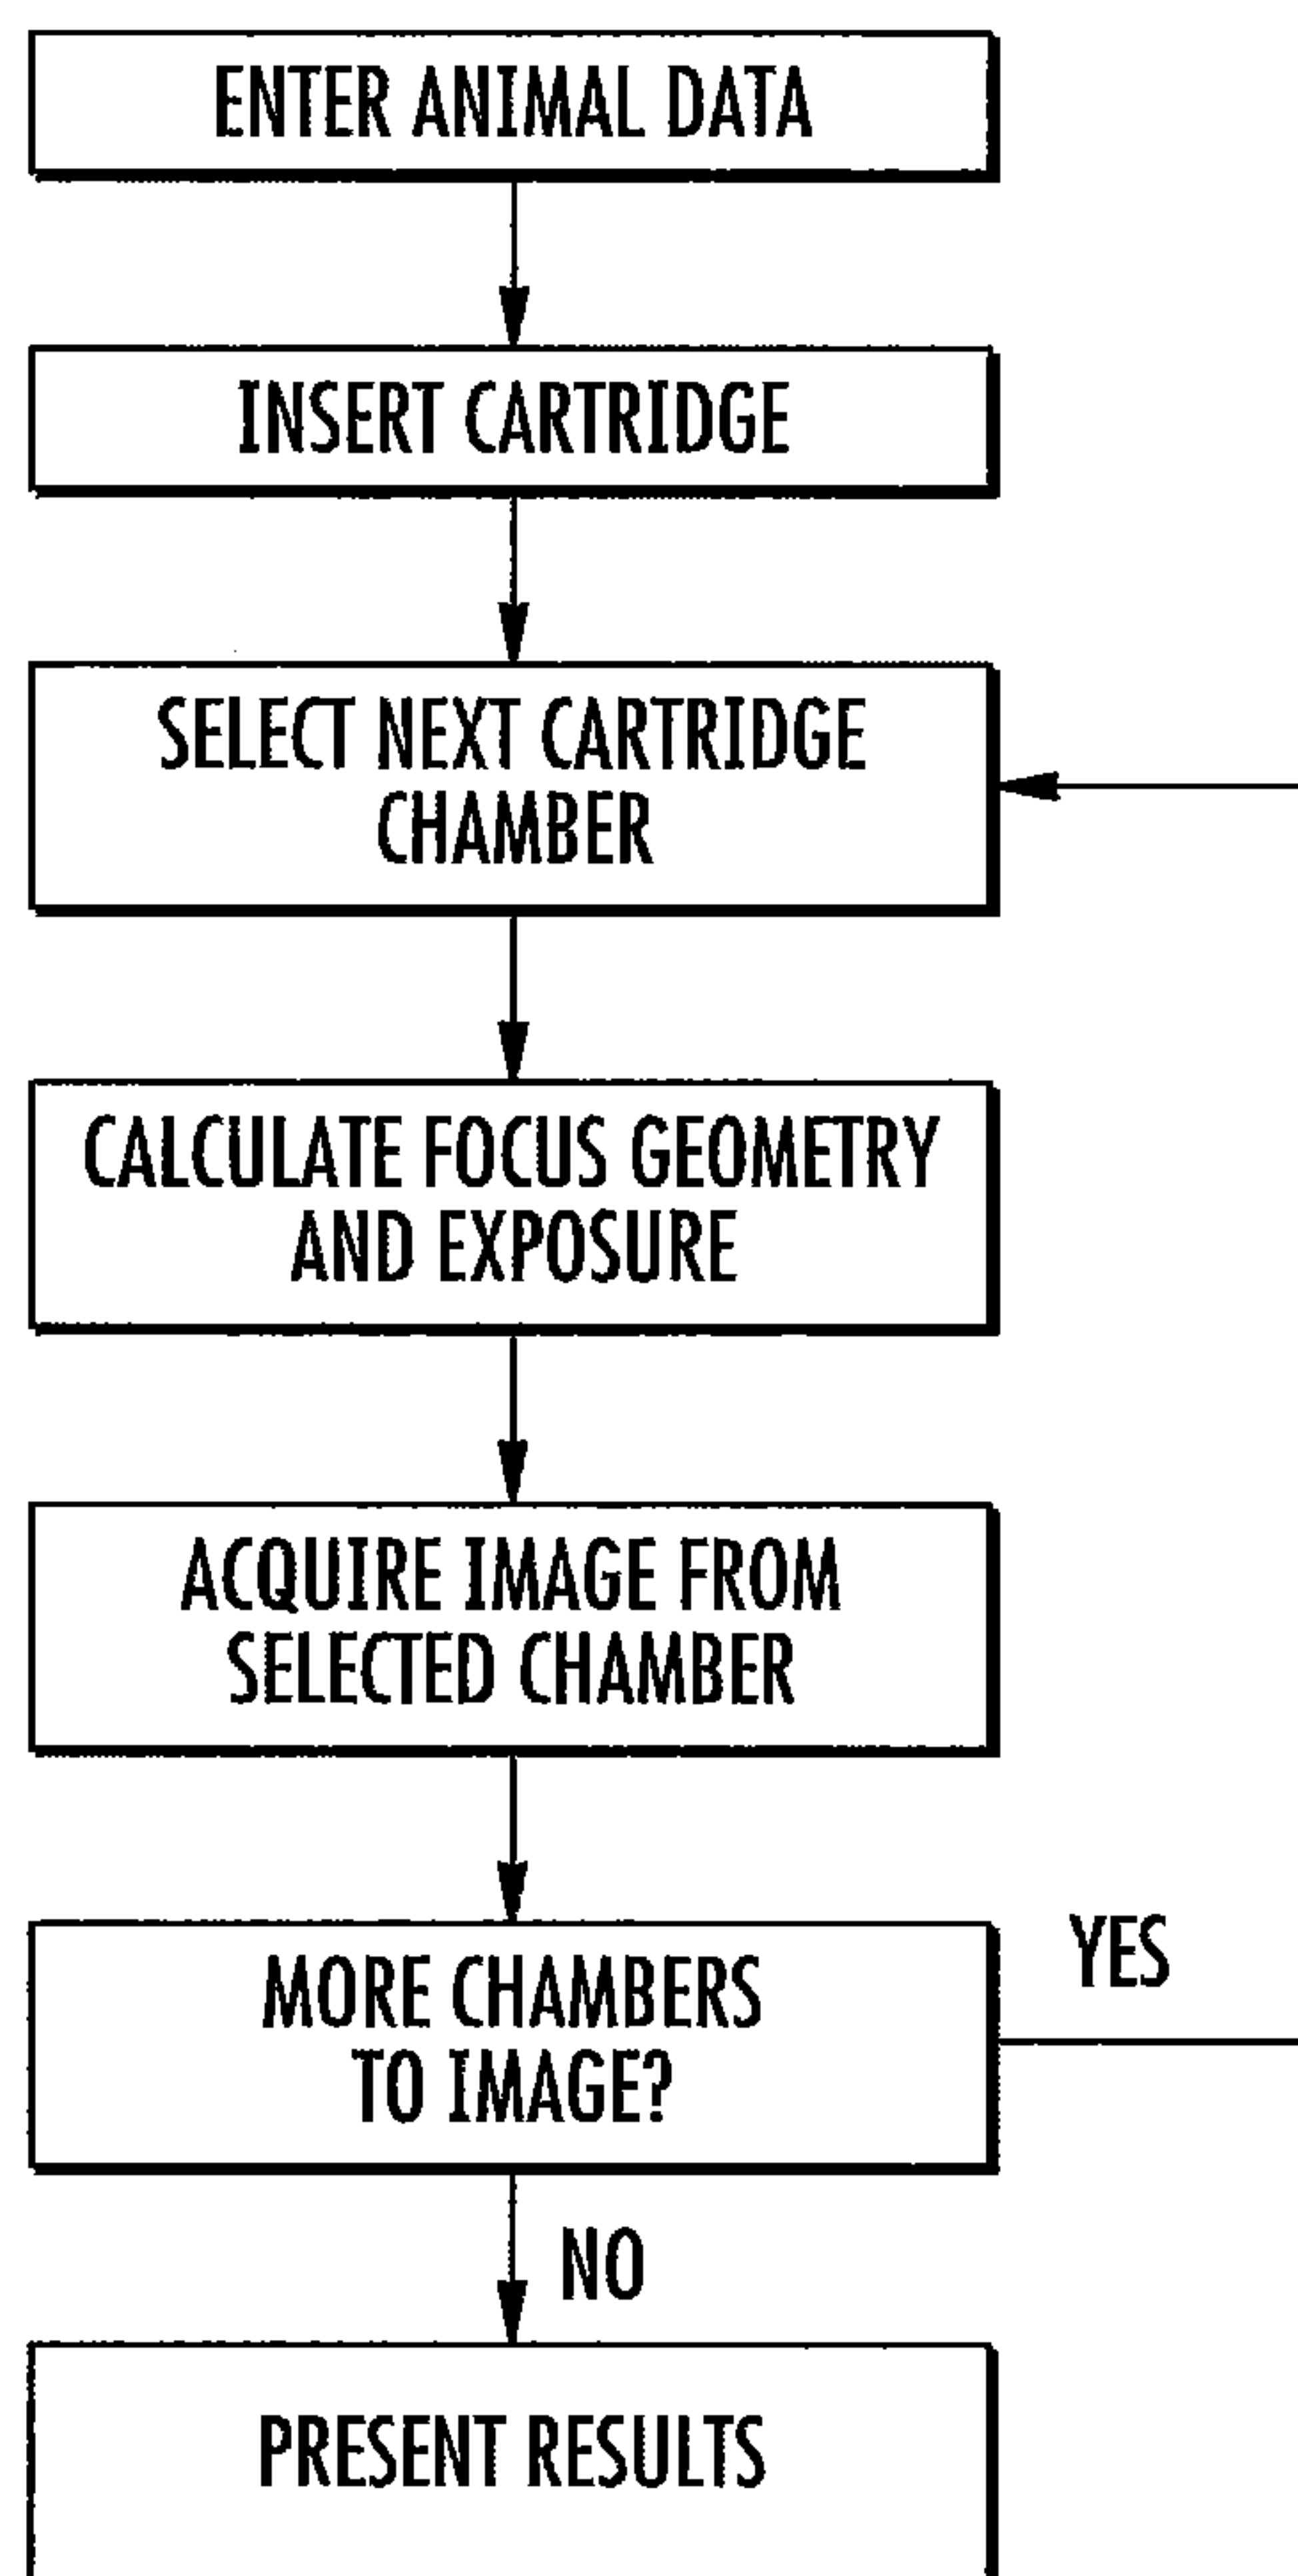 ENTER ANIMAL DATA
INSERT CARTRIDGE
SELECT NEXT CARTRIDGE
CHAMBER
CALCULATE FOCUS GEOMETRY
AND EXPOSURE
ACQUIRE IMAGE FROM
SELECTED CHAMBER
MORE CHAMBERS
TO IMAGE?
YES
NO
PRESENT RESULTS